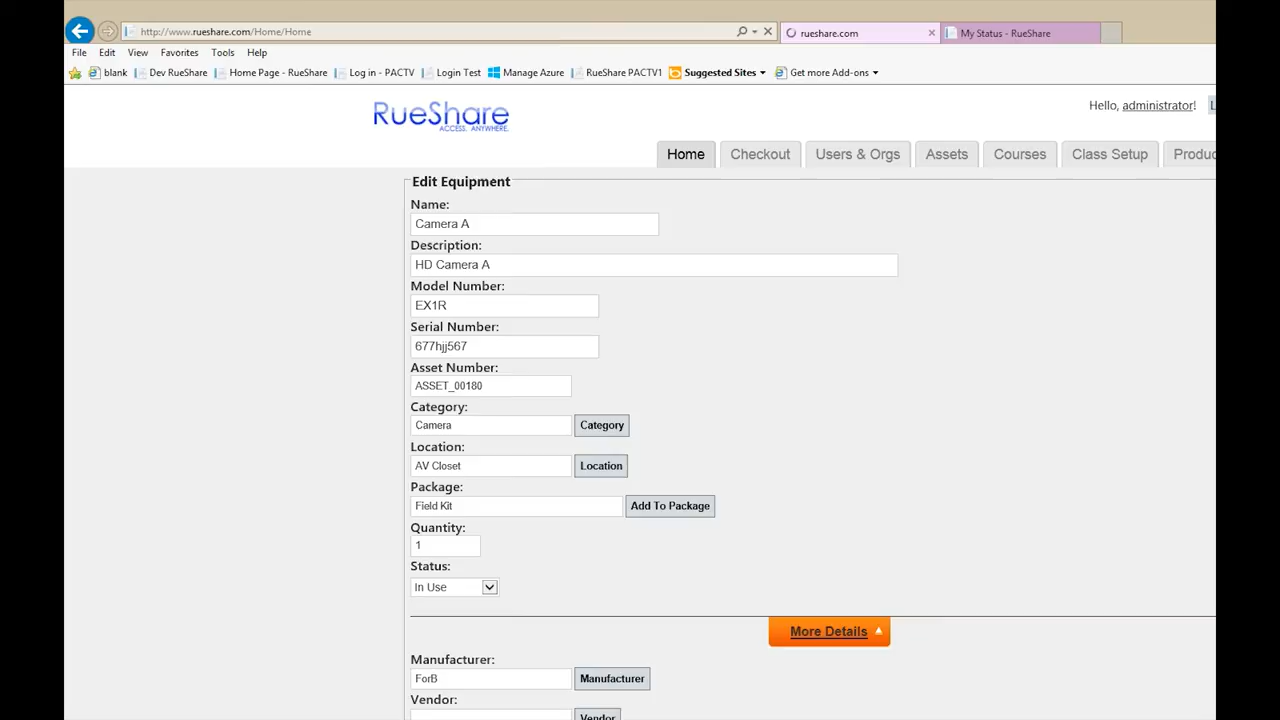 http://www.rueshare.com/Home/Home
rueshare.com
My Status - RueShare
File Edit View Favorites Tools Help
blank Dev RueShare Home Page - RueShare Log in - PACTV Login Test Manage Azure RueShare PACTV1 Suggested Sites Get more Add-ons
RueShare
ACCESS. ANYWHERE.
Hello, administrator! L
Home Checkout Users & Orgs Assets Courses Class Setup Produc
Edit Equipment
Name:
Camera A
Description:
HD Camera A
Model Number:
EX1R
Serial Number:
677hjj567
Asset Number:
ASSET_00180
Category:
Camera Category
Location:
AV Closet Location
Package:
Field Kit Add To Package
Quantity:
1
Status:
In Use
More Details
Manufacturer:
ForB Manufacturer
Vendor:
Vendor